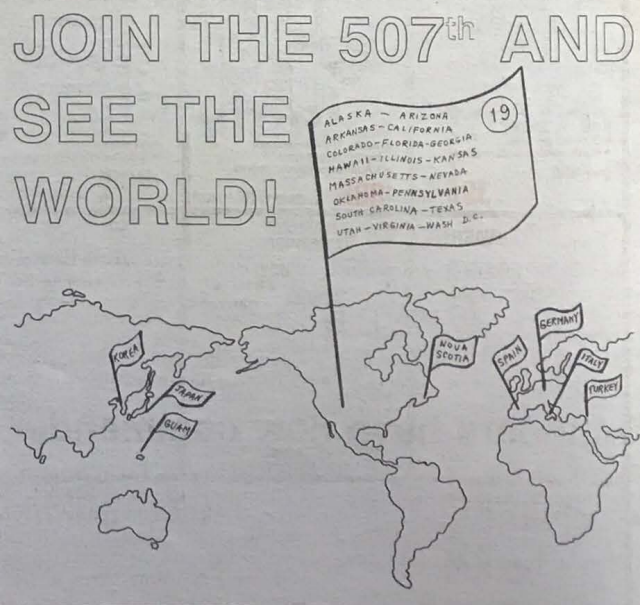 JOIN THE 507th AND
SEE THE
WORLD!
19
ALASKA - ARIZONA
ARKANSAS-CALIFORNIA
COLORADO-FLORIDA-GEORGIA
HAWAII-ILLINOIS-KANSAS
MASSACHUSETTS-NEVADA
OKLAHOMA-PENNSYLVANIA
SOUTH CAROLINA-TEXAS
UTAH-VIRGINIA-WASH D.C.
KOREA
JAPAN
GUAM
NOVA
SCOTIA
SPAIN
GERMANY
ITALY
TURKEY